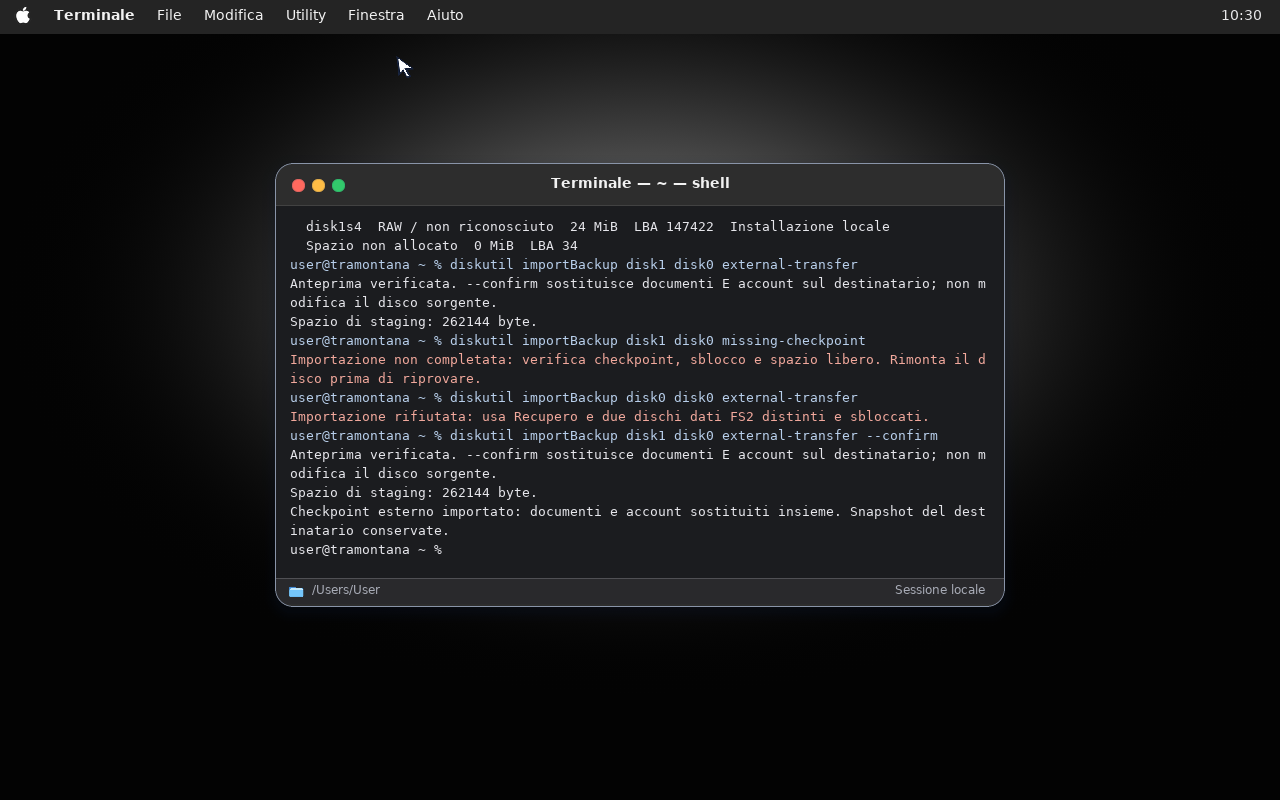 Terminale File Modifica Utility Finestra Aiuto 10:30
Terminale — ~ — shell
disk1s4 RAW / non riconosciuto 24 MiB LBA 147422 Installazione locale
Spazio non allocato 0 MiB LBA 34
user@tramontana ~ % diskutil importBackup disk1 disk0 external-transfer
Anteprima verificata. --confirm sostituisce documenti E account sul destinatario; non m
odifica il disco sorgente.
Spazio di staging: 262144 byte.
user@tramontana ~ % diskutil importBackup disk1 disk0 missing-checkpoint
Importazione non completata: verifica checkpoint, sblocco e spazio libero. Rimonta il d
isco prima di riprovare.
user@tramontana ~ % diskutil importBackup disk0 disk0 external-transfer
Importazione rifiutata: usa Recupero e due dischi dati FS2 distinti e sbloccati.
user@tramontana ~ % diskutil importBackup disk1 disk0 external-transfer --confirm
Anteprima verificata. --confirm sostituisce documenti E account sul destinatario; non m
odifica il disco sorgente.
Spazio di staging: 262144 byte.
Checkpoint esterno importato: documenti e account sostituiti insieme. Snapshot del dest
inatario conservate.
user@tramontana ~ %
/Users/User Sessione locale